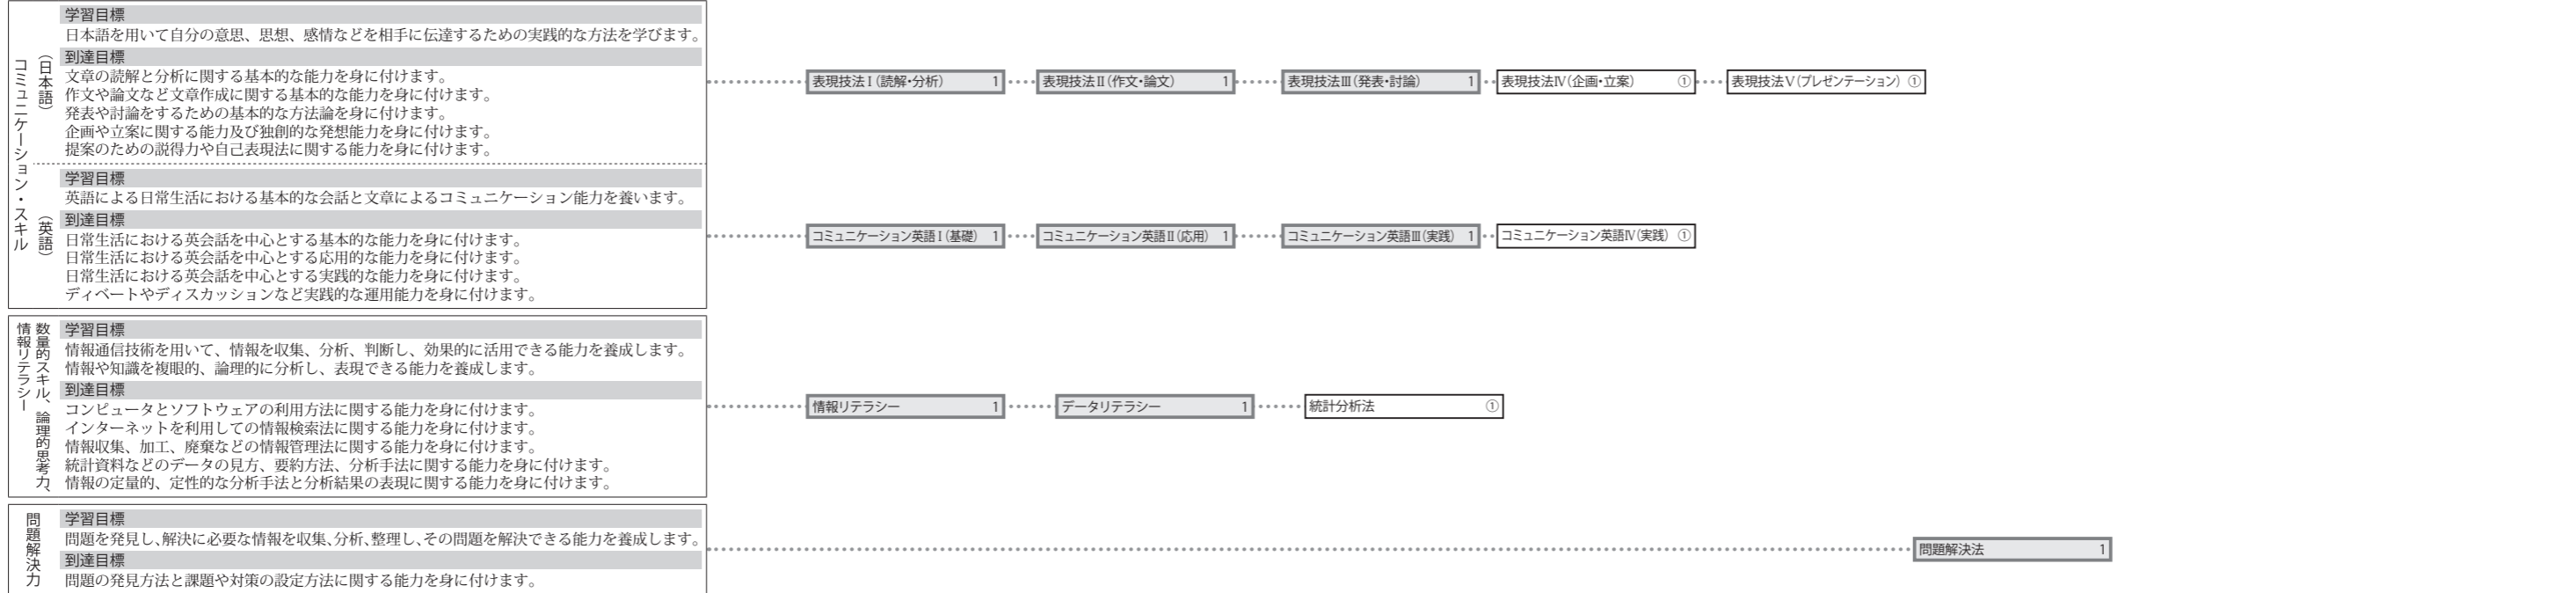 コミュニケーション・スキル
（日本語）
学習目標
日本語を用いて自分の意思、思想、感情などを相手に伝達するための実践的な方法を学びます。
到達目標
文章の読解と分析に関する基本的な能力を身に付けます。
作文や論文など文章作成に関する基本的な能力を身に付けます。
発表や討論をするための基本的な方法論を身に付けます。
企画や立案に関する能力及び独創的な発想能力を身に付けます。
提案のための説得力や自己表現法に関する能力を身に付けます。
表現技法Ⅰ（読解・分析） 1
表現技法Ⅱ（作文・論文） 1
表現技法Ⅲ（発表・討論） 1
表現技法Ⅳ（企画・立案） ①
表現技法Ⅴ（プレゼンテーション） ①
（英語）
学習目標
英語による日常生活における基本的な会話と文章によるコミュニケーション能力を養います。
到達目標
日常生活における英会話を中心とする基本的な能力を身に付けます。
日常生活における英会話を中心とする応用的な能力を身に付けます。
日常生活における英会話を中心とする実践的な能力を身に付けます。
ディベートやディスカッションなど実践的な運用能力を身に付けます。
コミュニケーション英語Ⅰ（基礎） 1
コミュニケーション英語Ⅱ（応用） 1
コミュニケーション英語Ⅲ（実践） 1
コミュニケーション英語Ⅳ（実践） ①
数量的スキル、論理的思考力、
情報リテラシー
学習目標
情報通信技術を用いて、情報を収集、分析、判断し、効果的に活用できる能力を養成します。
情報や知識を複眼的、論理的に分析し、表現できる能力を養成します。
到達目標
コンピュータとソフトウェアの利用方法に関する能力を身に付けます。
インターネットを利用しての情報検索法に関する能力を身に付けます。
情報収集、加工、廃棄などの情報管理法に関する能力を身に付けます。
統計資料などのデータの見方、要約方法、分析手法に関する能力を身に付けます。
情報の定量的、定性的な分析手法と分析結果の表現に関する能力を身に付けます。
情報リテラシー 1
データリテラシー 1
統計分析法 ①
問題解決力
学習目標
問題を発見し、解決に必要な情報を収集、分析、整理し、その問題を解決できる能力を養成します。
到達目標
問題の発見方法と課題や対策の設定方法に関する能力を身に付けます。
問題解決法 1